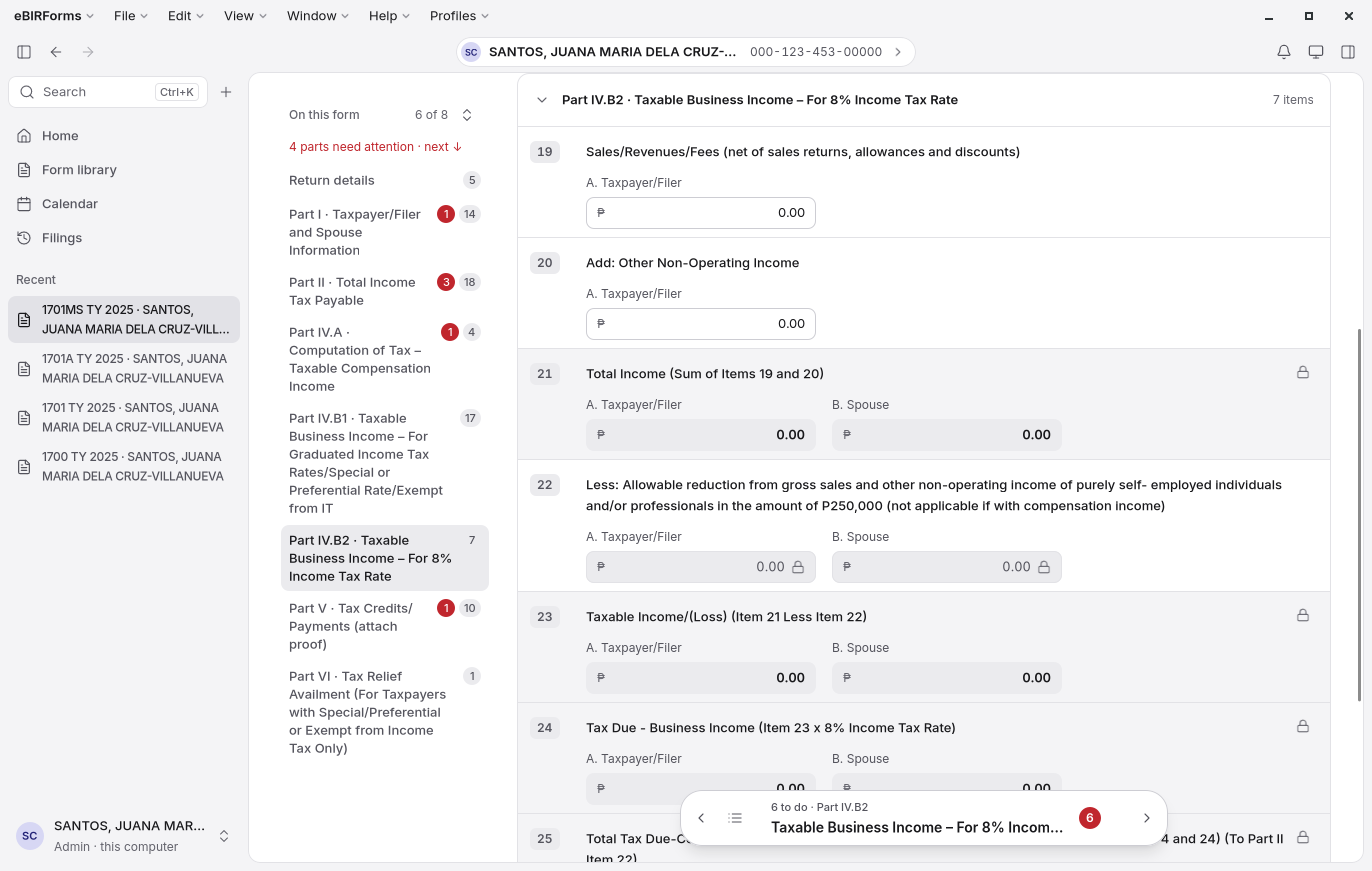 eBIRForms File Edit View Window Help Profiles
SC SANTOS, JUANA MARIA DELA CRUZ-... 000-123-453-00000
Search Ctrl+K
Home
Form library
Calendar
Filings
Recent
1701MS TY 2025 · SANTOS,
JUANA MARIA DELA CRUZ-VILL...
1701A TY 2025 · SANTOS, JUANA
MARIA DELA CRUZ-VILLANUEVA
1701 TY 2025 · SANTOS, JUANA
MARIA DELA CRUZ-VILLANUEVA
1700 TY 2025 · SANTOS, JUANA
MARIA DELA CRUZ-VILLANUEVA
SC SANTOS, JUANA MAR...
Admin · this computer
On this form 6 of 8
4 parts need attention · next ↓
Return details 5
Part I · Taxpayer/Filer 1 14
and Spouse
Information
Part II · Total Income 3 18
Tax Payable
Part IV.A · 1 4
Computation of Tax –
Taxable Compensation
Income
Part IV.B1 · Taxable 17
Business Income – For
Graduated Income Tax
Rates/Special or
Preferential Rate/Exempt
from IT
Part IV.B2 · Taxable 7
Business Income – For 8%
Income Tax Rate
Part V · Tax Credits/ 1 10
Payments (attach
proof)
Part VI · Tax Relief 1
Availment (For Taxpayers
with Special/Preferential
or Exempt from Income
Tax Only)
Part IV.B2 · Taxable Business Income – For 8% Income Tax Rate 7 items
19 Sales/Revenues/Fees (net of sales returns, allowances and discounts)
A. Taxpayer/Filer
₱ 0.00
20 Add: Other Non-Operating Income
A. Taxpayer/Filer
₱ 0.00
21 Total Income (Sum of Items 19 and 20)
A. Taxpayer/Filer B. Spouse
₱ 0.00 ₱ 0.00
22 Less: Allowable reduction from gross sales and other non-operating income of purely self- employed individuals
and/or professionals in the amount of P250,000 (not applicable if with compensation income)
A. Taxpayer/Filer B. Spouse
₱ 0.00 ₱ 0.00
23 Taxable Income/(Loss) (Item 21 Less Item 22)
A. Taxpayer/Filer B. Spouse
₱ 0.00 ₱ 0.00
24 Tax Due - Business Income (Item 23 x 8% Income Tax Rate)
A. Taxpayer/Filer B. Spouse
₱ 0.00 ₱ 0.00
25 Total Tax 4 and 24) (To Part II
Item 22)
6 to do · Part IV.B2
Taxable Business Income – For 8% Incom... 6